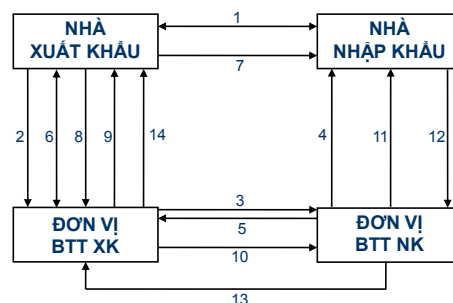 NHÀ
XUẤT KHẨU
1
7
NHÀ
NHẬP KHẨU
2
6
8
9
14
4
11
12
3
5
10
ĐƠN VỊ
BTT XK
ĐƠN VỊ
BTT NK
13